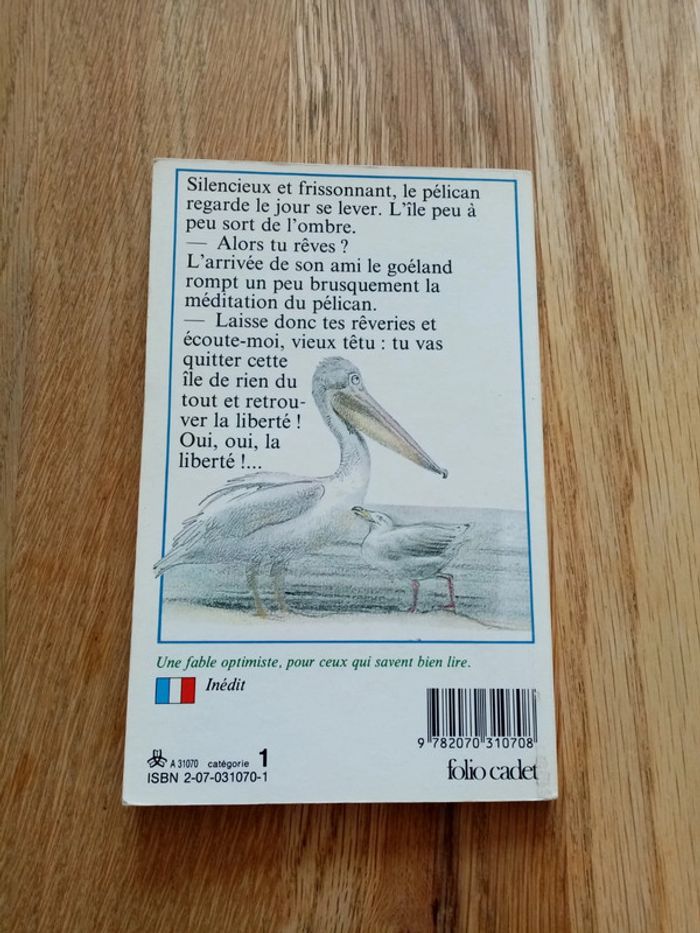 Silencieux et frissonnant, le pélican
regarde le jour se lever. L'île peu à
peu sort de l'ombre.
— Alors tu rêves ?
L'arrivée de son ami le goéland
rompt un peu brusquement la
méditation du pélican.
— Laisse donc tes rêveries et
écoute-moi, vieux têtu : tu vas
quitter cette
île de rien du
tout et retrou-
ver la liberté !
Oui, oui, la
liberté !...
Une fable optimiste, pour ceux qui savent bien lire.
Inédit
9 782070 310708
A 31070 catégorie 1
ISBN 2-07-031070-1
folio cadet